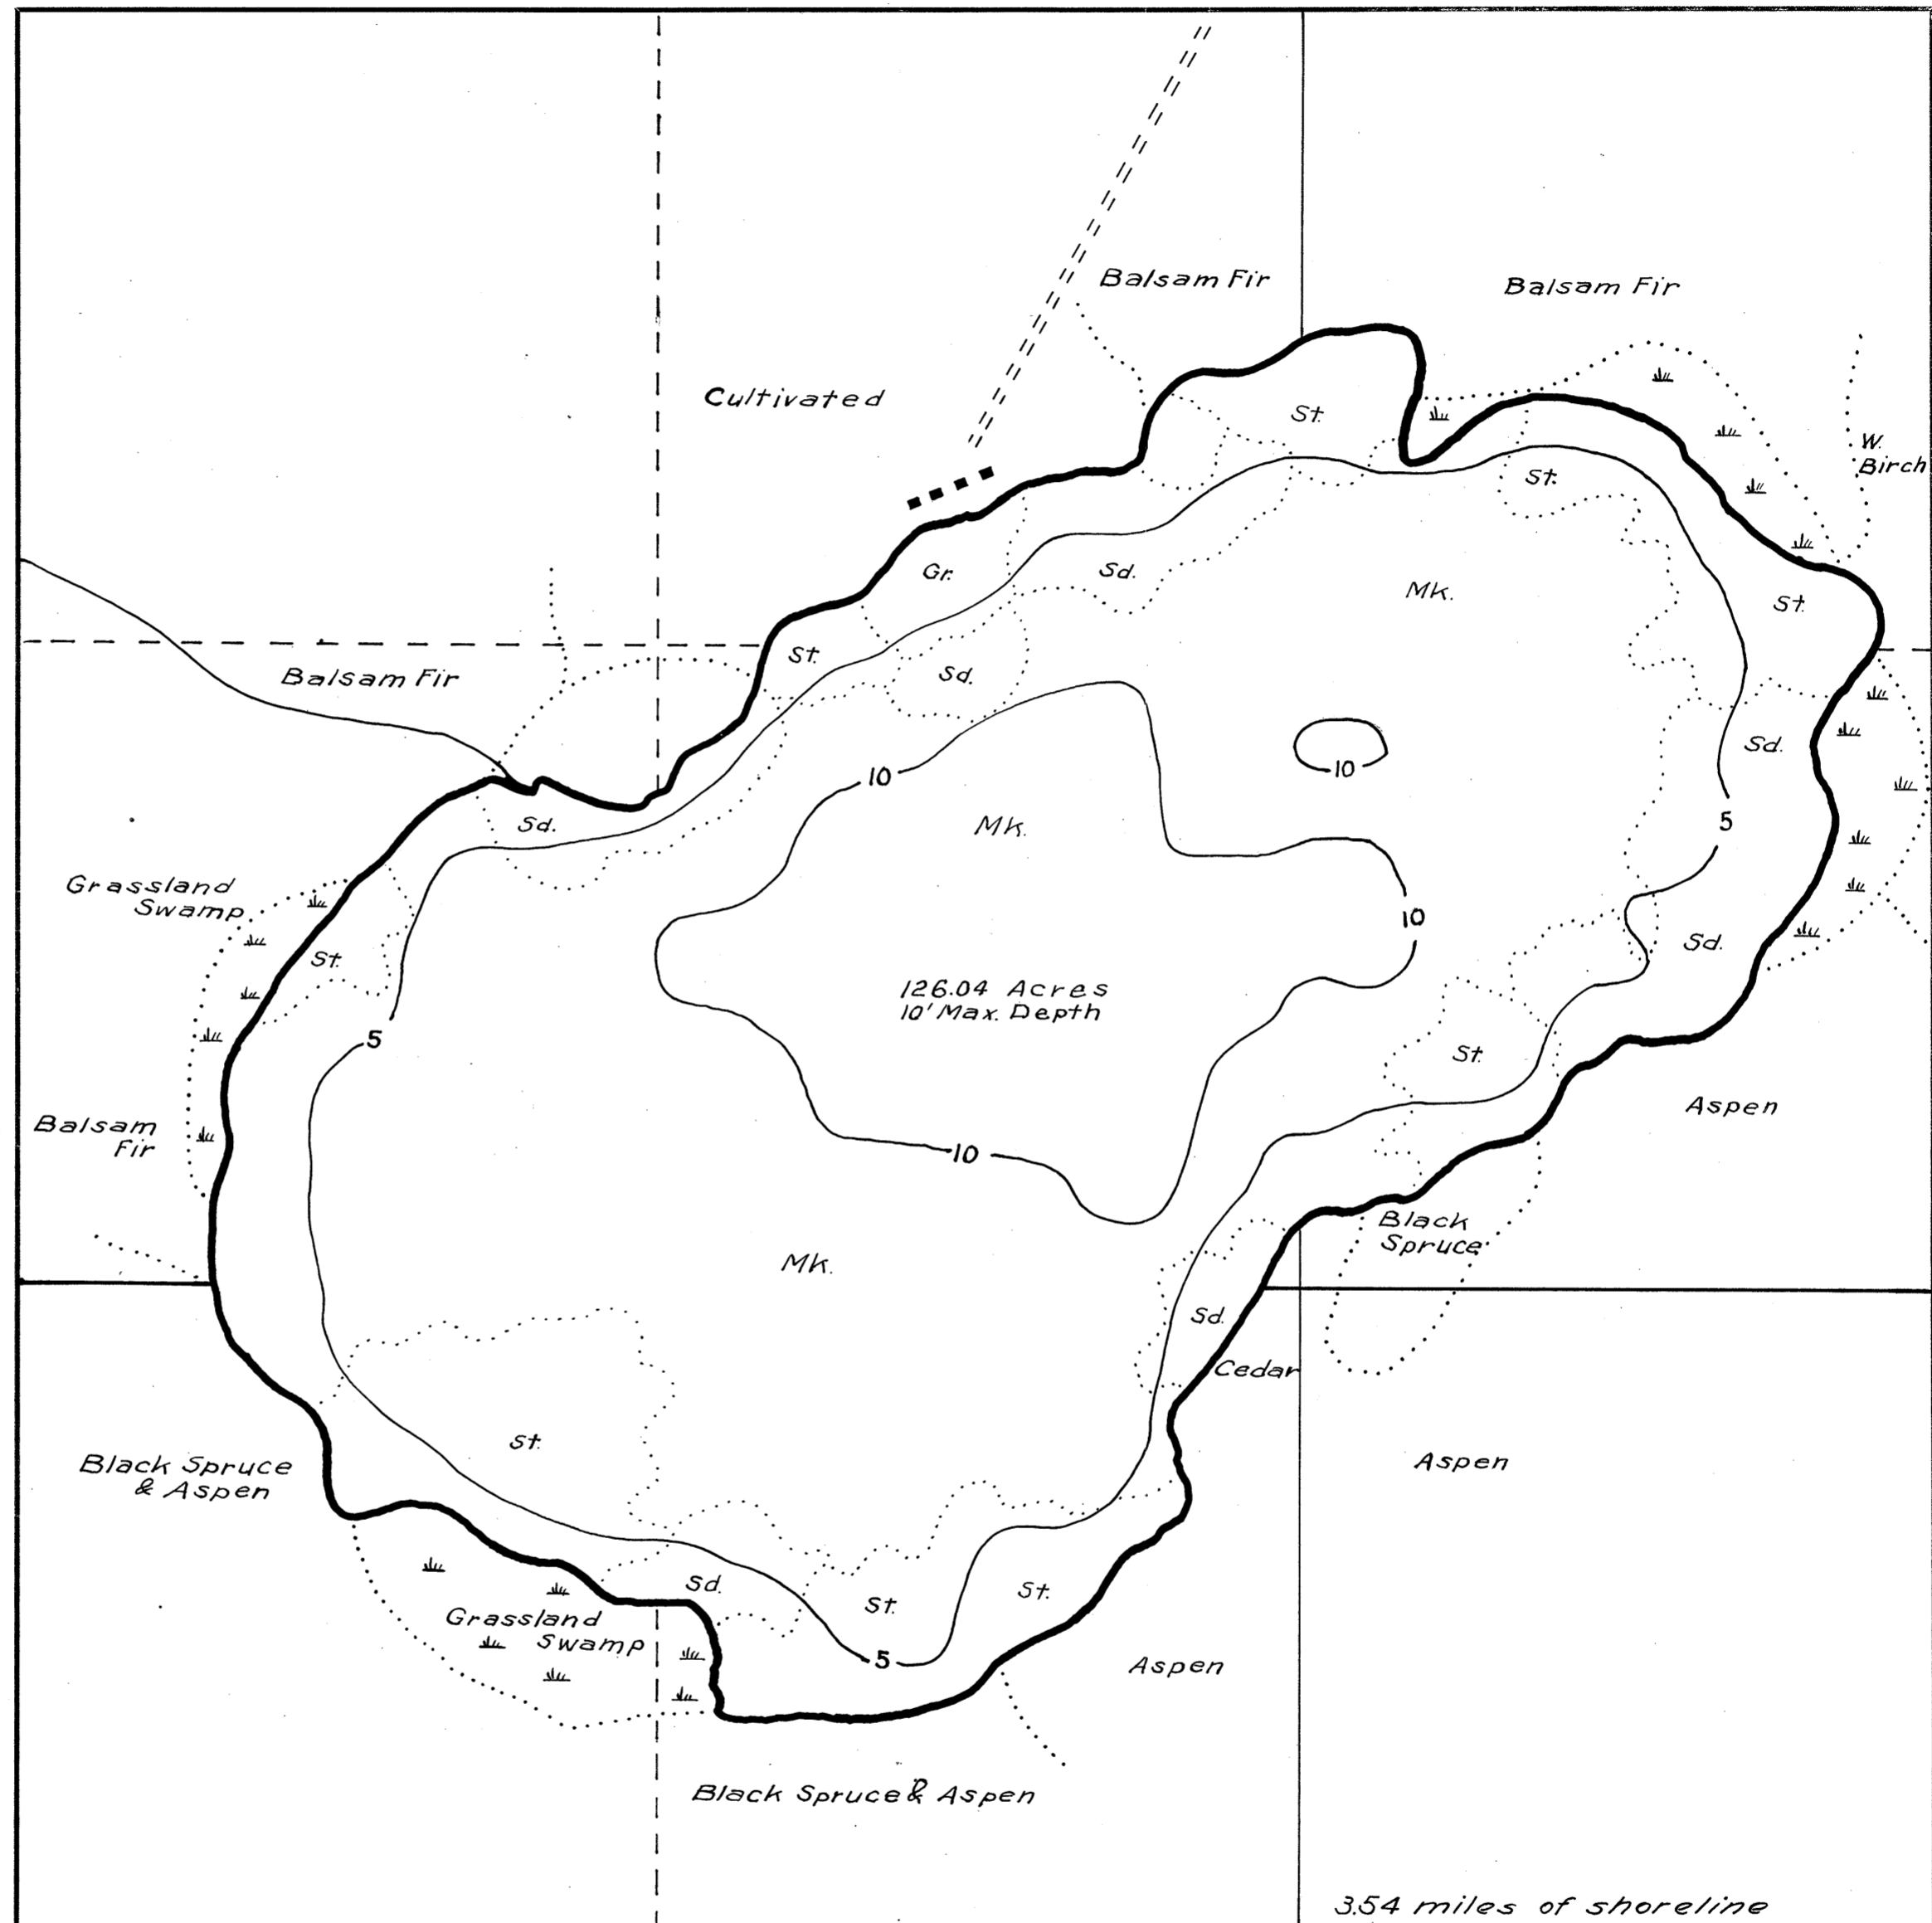 Balsam Fir
Balsam Fir
Cultivated
St.
W.
Birch
St.
Gr.
Sd.
Mk.
St.
St.
Balsam Fir
Sd.
Sd.
10
10
5
Mk.
Sd.
Grassland
Swamp
10
St.
Sd.
126.04 Acres
10' Max. Depth
5
St.
Aspen
Balsam
Fir
10
Black
Spruce
Mk.
Sd.
Cedar
St.
Black Spruce
& Aspen
Aspen
Sd.
St.
St.
Grassland
Swamp
5
Aspen
Black Spruce & Aspen
3.54 miles of shoreline